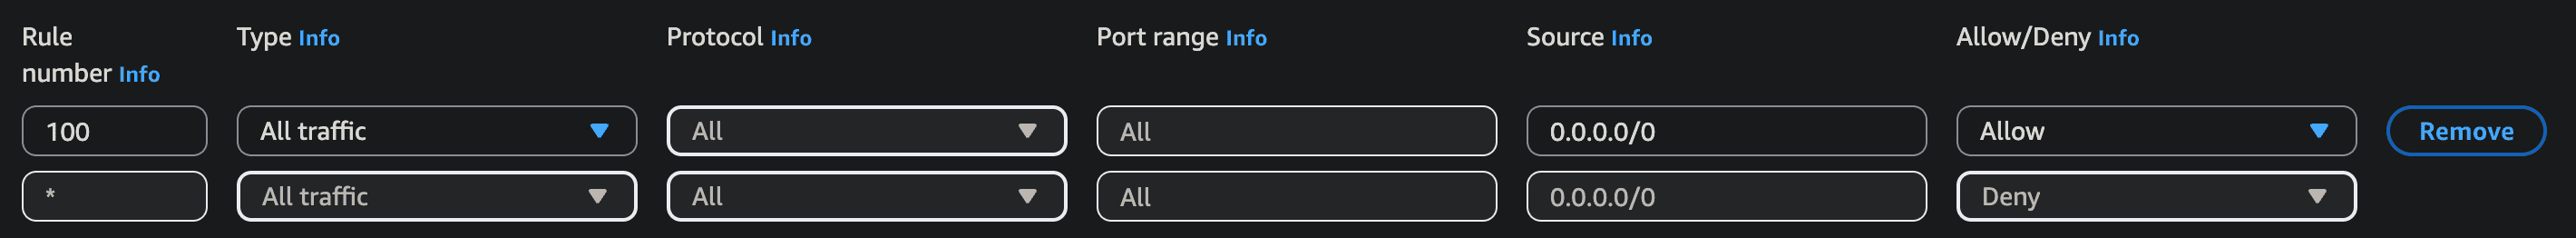 Rule number Info Type Info Protocol Info Port range Info Source Info Allow/Deny Info
100 All traffic All All 0.0.0.0/0 Allow Remove
* All traffic All All 0.0.0.0/0 Deny